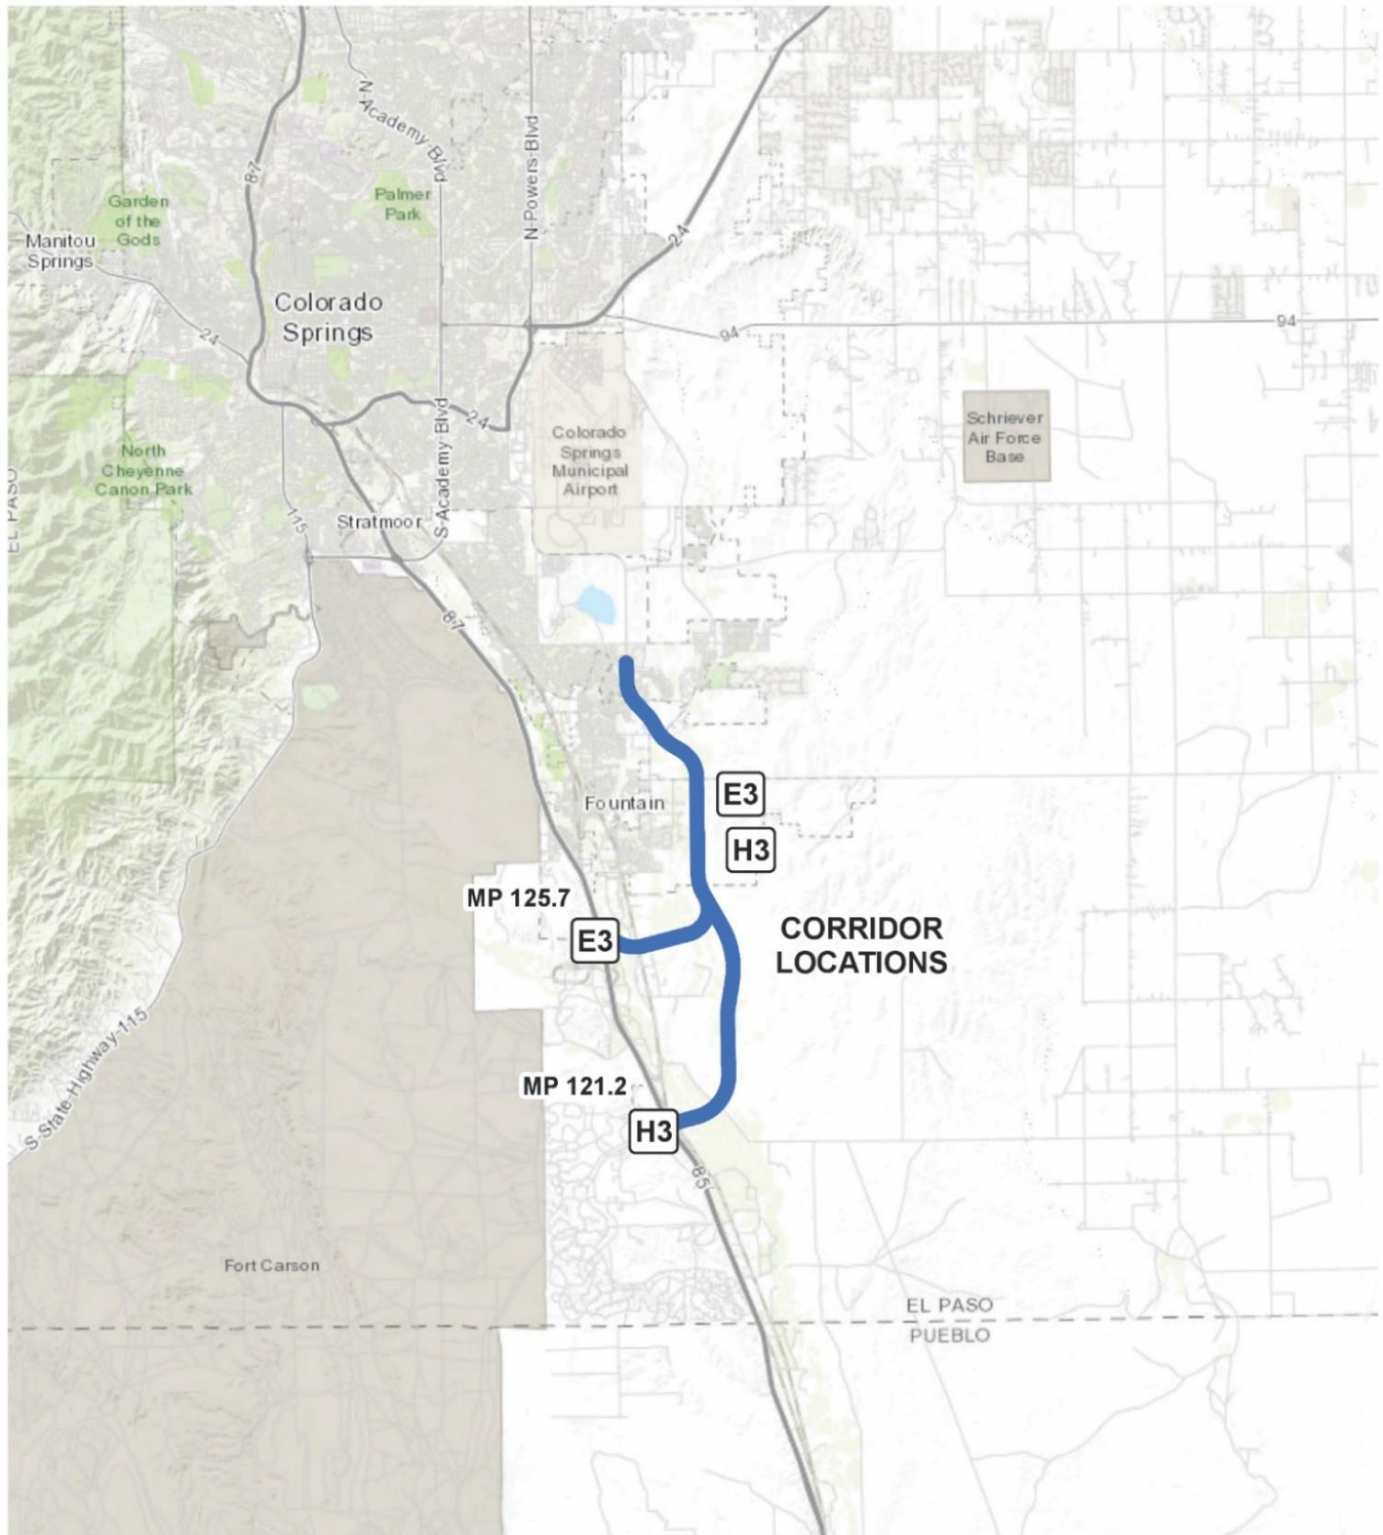 N Academy Blvd
N Powers Blvd
87
Palmer
Park
Garden
of the
Gods
Manitou
Springs
24
Colorado
Springs
24
94
94
24
S Academy Blvd
Schriever
Air Force
Base
Colorado
Springs
Municipal
Airport
North
Cheyenne
Canon Park
EL PASO
115
Stratmoor
87
E3
Fountain
H3
MP 125.7
E3
CORRIDOR
LOCATIONS
S State Highway 115
MP 121.2
H3
85
Fort Carson
EL PASO
PUEBLO